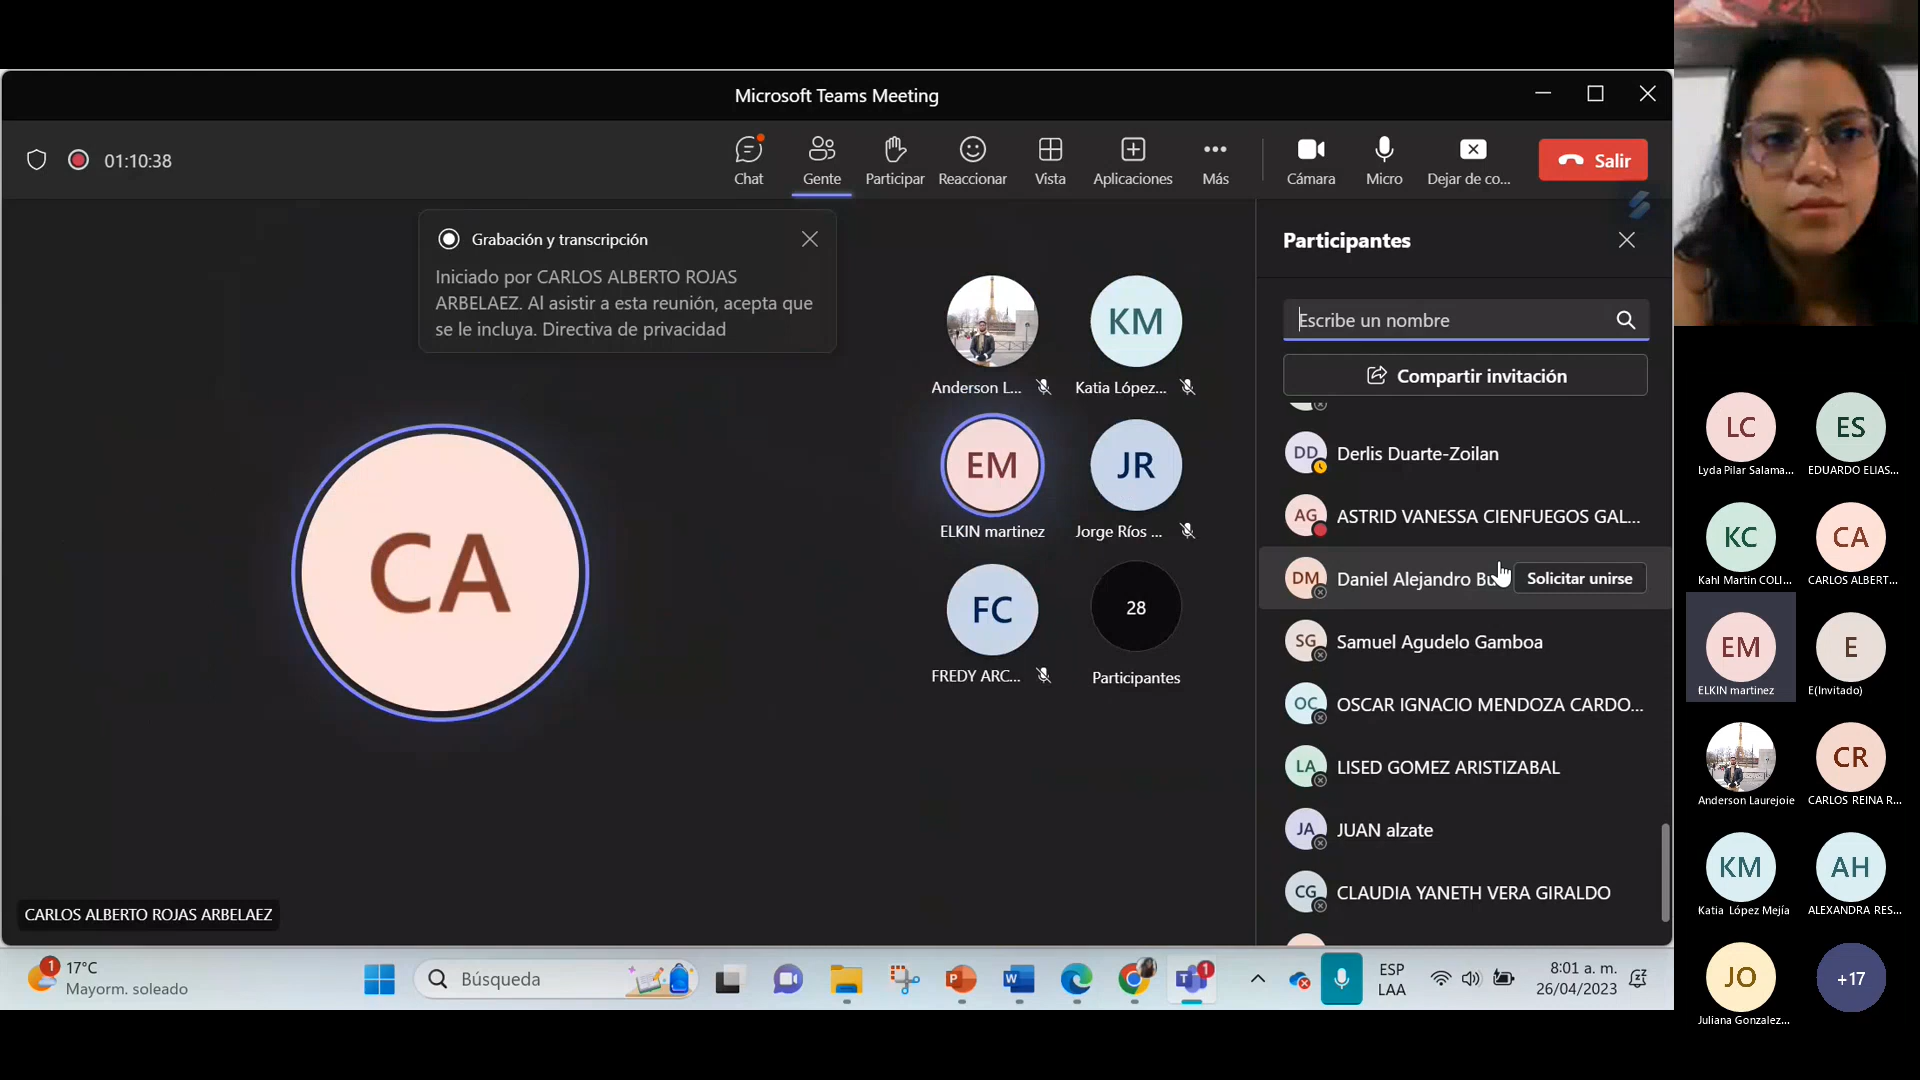 Microsoft Teams Meeting
01:10:38
Chat
Gente
Participar
Reaccionar
Vista
Aplicaciones
Más
Cámara
Micro
Dejar de co...
Salir
Grabación y transcripción
Iniciado por CARLOS ALBERTO ROJAS
ARBELAEZ. Al asistir a esta reunión, acepta que
se le incluya. Directiva de privacidad
CA
CARLOS ALBERTO ROJAS ARBELAEZ
Anderson L...
KM
Katia López...
EM
ELKIN martinez
JR
Jorge Ríos ...
FC
FREDY ARC...
28
Participantes
Participantes
Escribe un nombre
Compartir invitación
DD
Derlis Duarte-Zoilan
AG
ASTRID VANESSA CIENFUEGOS GAL...
DM
Daniel Alejandro
Solicitar unirse
SG
Samuel Agudelo Gamboa
OC
OSCAR IGNACIO MENDOZA CARDO...
LA
LISED GOMEZ ARISTIZABAL
JA
JUAN alzate
CG
CLAUDIA YANETH VERA GIRALDO
LC
Lyda Pilar Salama...
ES
EDUARDO ELIAS...
KC
Kahl Martin COLI...
CA
CARLOS ALBERT...
EM
ELKIN martinez
E
E(Invitado)
Anderson Laurejoie
CR
CARLOS REINA R...
KM
Katia López Mejía
AH
ALEXANDRA RES...
JO
Juliana Gonzalez...
+17
1
17°C
Mayorm. soleado
Búsqueda
1
ESP
LAA
8:01 a. m.
26/04/2023